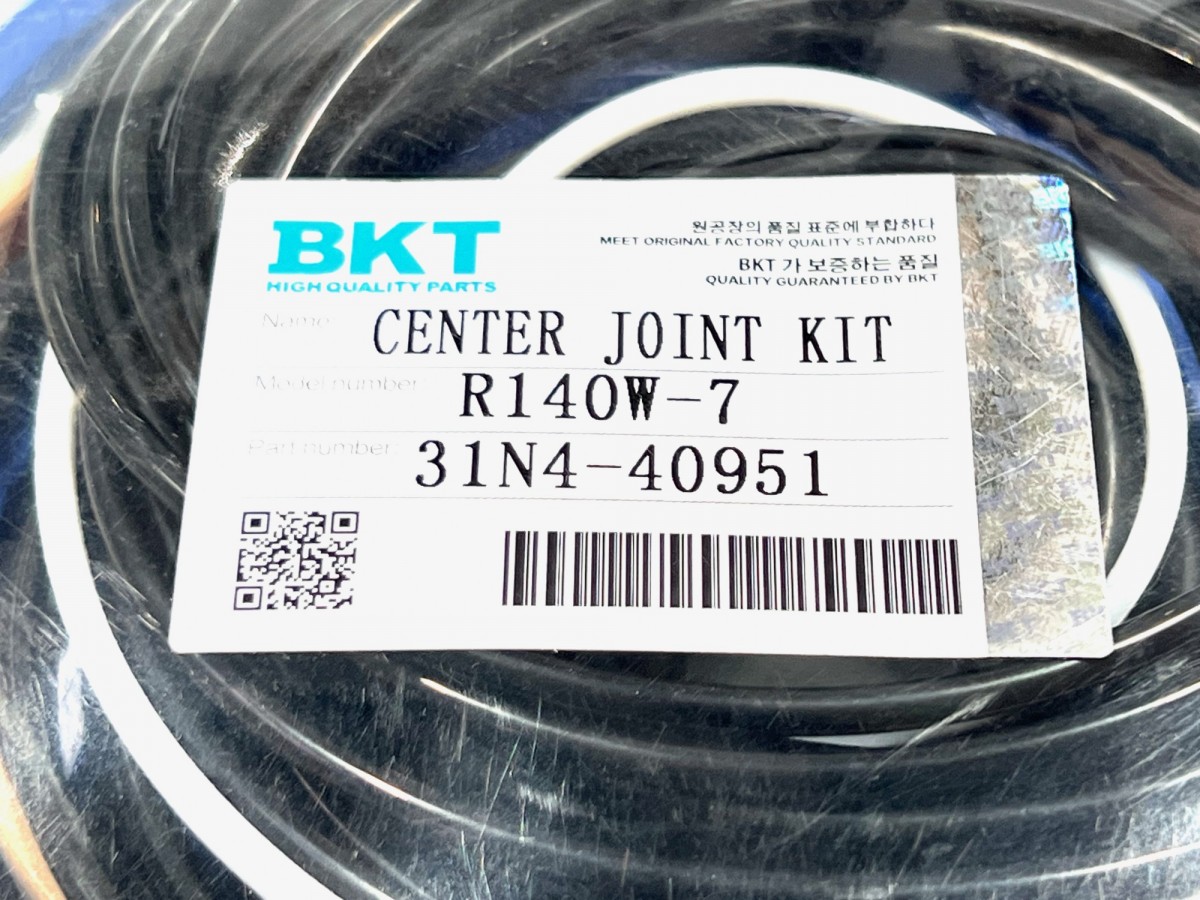 BKT
HIGH QUALITY PARTS
원공장의 품질 표준에 부합하다
MEET ORIGINAL FACTORY QUALITY STANDARD
BKT 가 보증하는 품질
QUALITY GUARANTEED BY BKT
Name: CENTER JOINT KIT
Model number: R140W-7
Part number: 31N4-40951